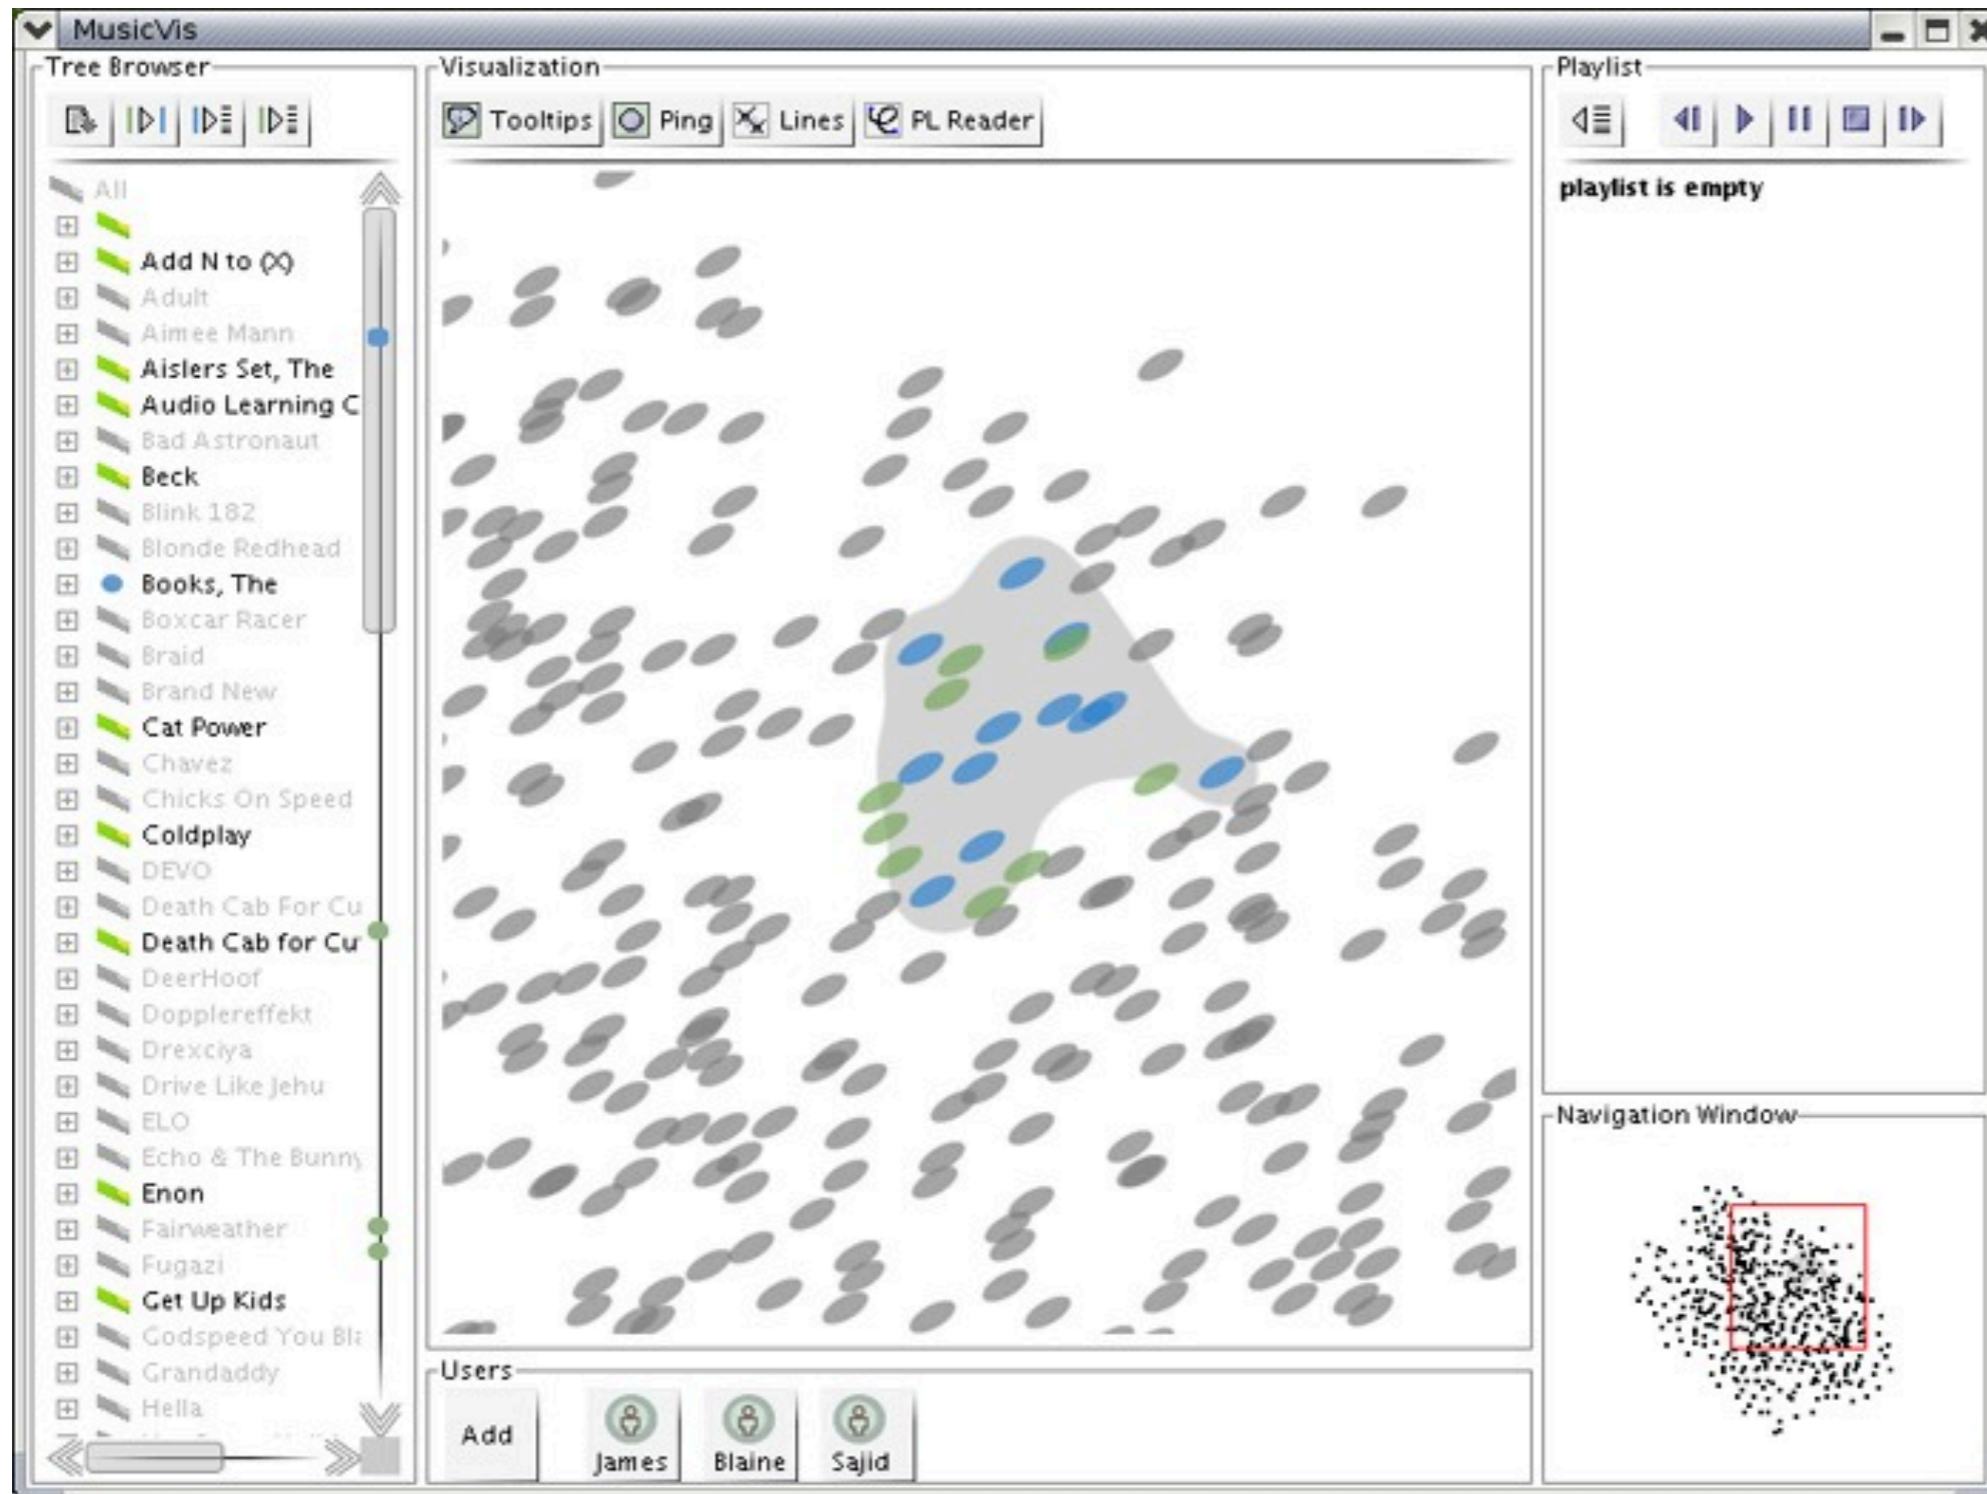 MusicVis
Tree Browser
All
Add N to (X)
Adult
Aimee Mann
Aislers Set, The
Audio Learning C
Bad Astronaut
Beck
Blink 182
Blonde Redhead
Books, The
Boxcar Racer
Braid
Brand New
Cat Power
Chavez
Chicks On Speed
Coldplay
DEVO
Death Cab For Cu
Death Cab for Cu
DeerHoof
Dopplereffekt
Drexciya
Drive Like Jehu
ELO
Echo & The Bunny
Enon
Fairweather
Fugazi
Get Up Kids
Godspeed You Bla
Grandaddy
Hella
Visualization
Tooltips Ping Lines PL Reader
Users
Add James Blaine Sajid
Playlist
playlist is empty
Navigation Window